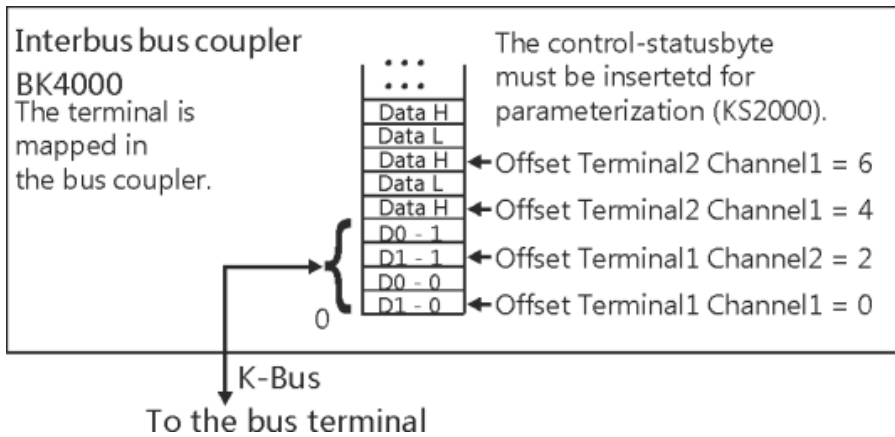 Interbus bus coupler
BK4000
The terminal is
mapped in
the bus coupler.
The control-statusbyte
must be insertetd for
parameterization (KS2000).
Data H
Data L
Data H
Data L
Data H
D0 - 1
D1 - 1
D0 - 0
D1 - 0
0
Offset Terminal2 Channel1 = 6
Offset Terminal2 Channel1 = 4
Offset Terminal1 Channel2 = 2
Offset Terminal1 Channel1 = 0
K-Bus
To the bus terminal